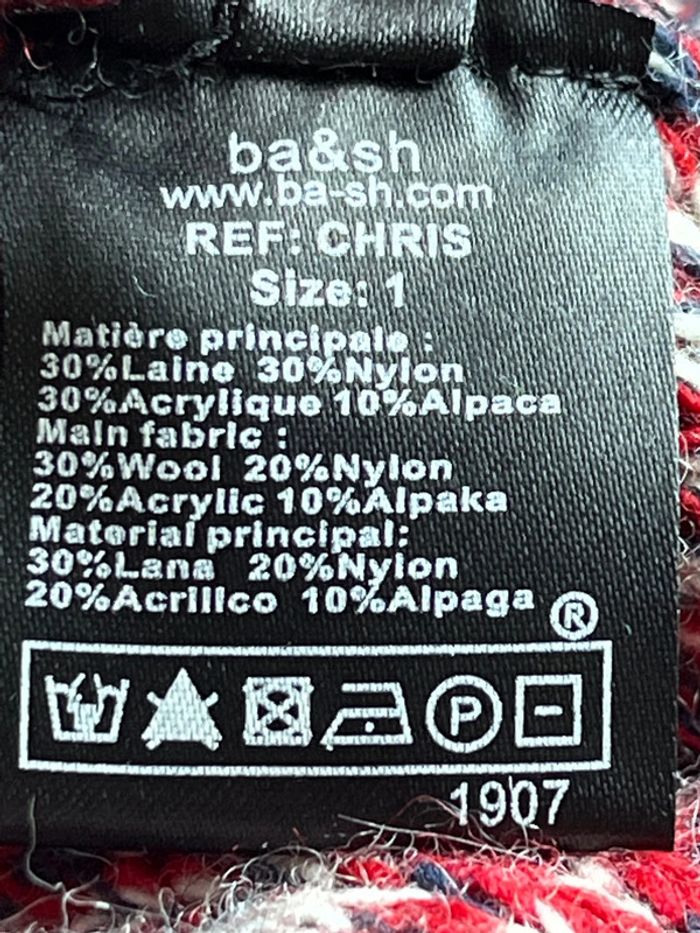 ba&sh
www.ba-sh.com
REF: CHRIS
Size: 1
Matière principale :
30%Laine 30%Nylon
30%Acrylique 10%Alpaca
Main fabric :
30%Wool 20%Nylon
20%Acrylic 10%Alpaka
Material principal:
30%Lana 20%Nylon
20%Acrilico 10%Alpaga ®
P
1907